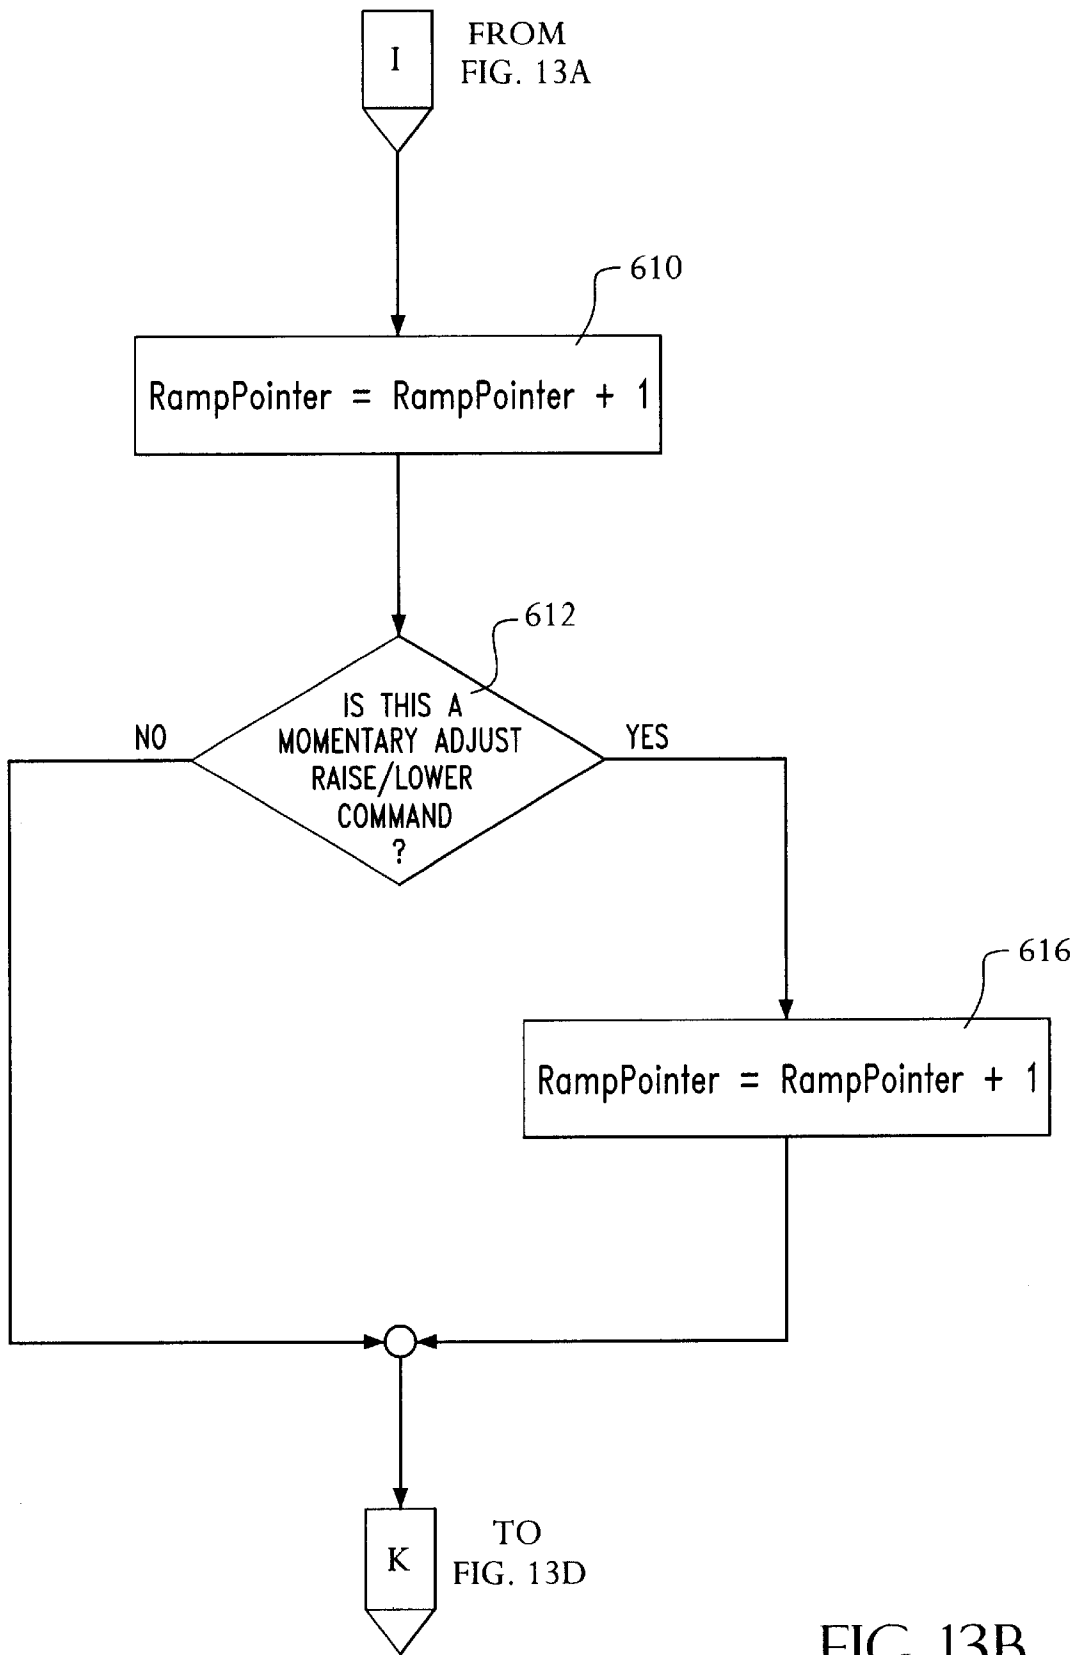 I
FROM
FIG. 13A
610
RampPointer = RampPointer + 1
612
IS THIS A
MOMENTARY ADJUST
RAISE/LOWER
COMMAND
?
NO
YES
616
RampPointer = RampPointer + 1
K
TO
FIG. 13D
FIG. 13B